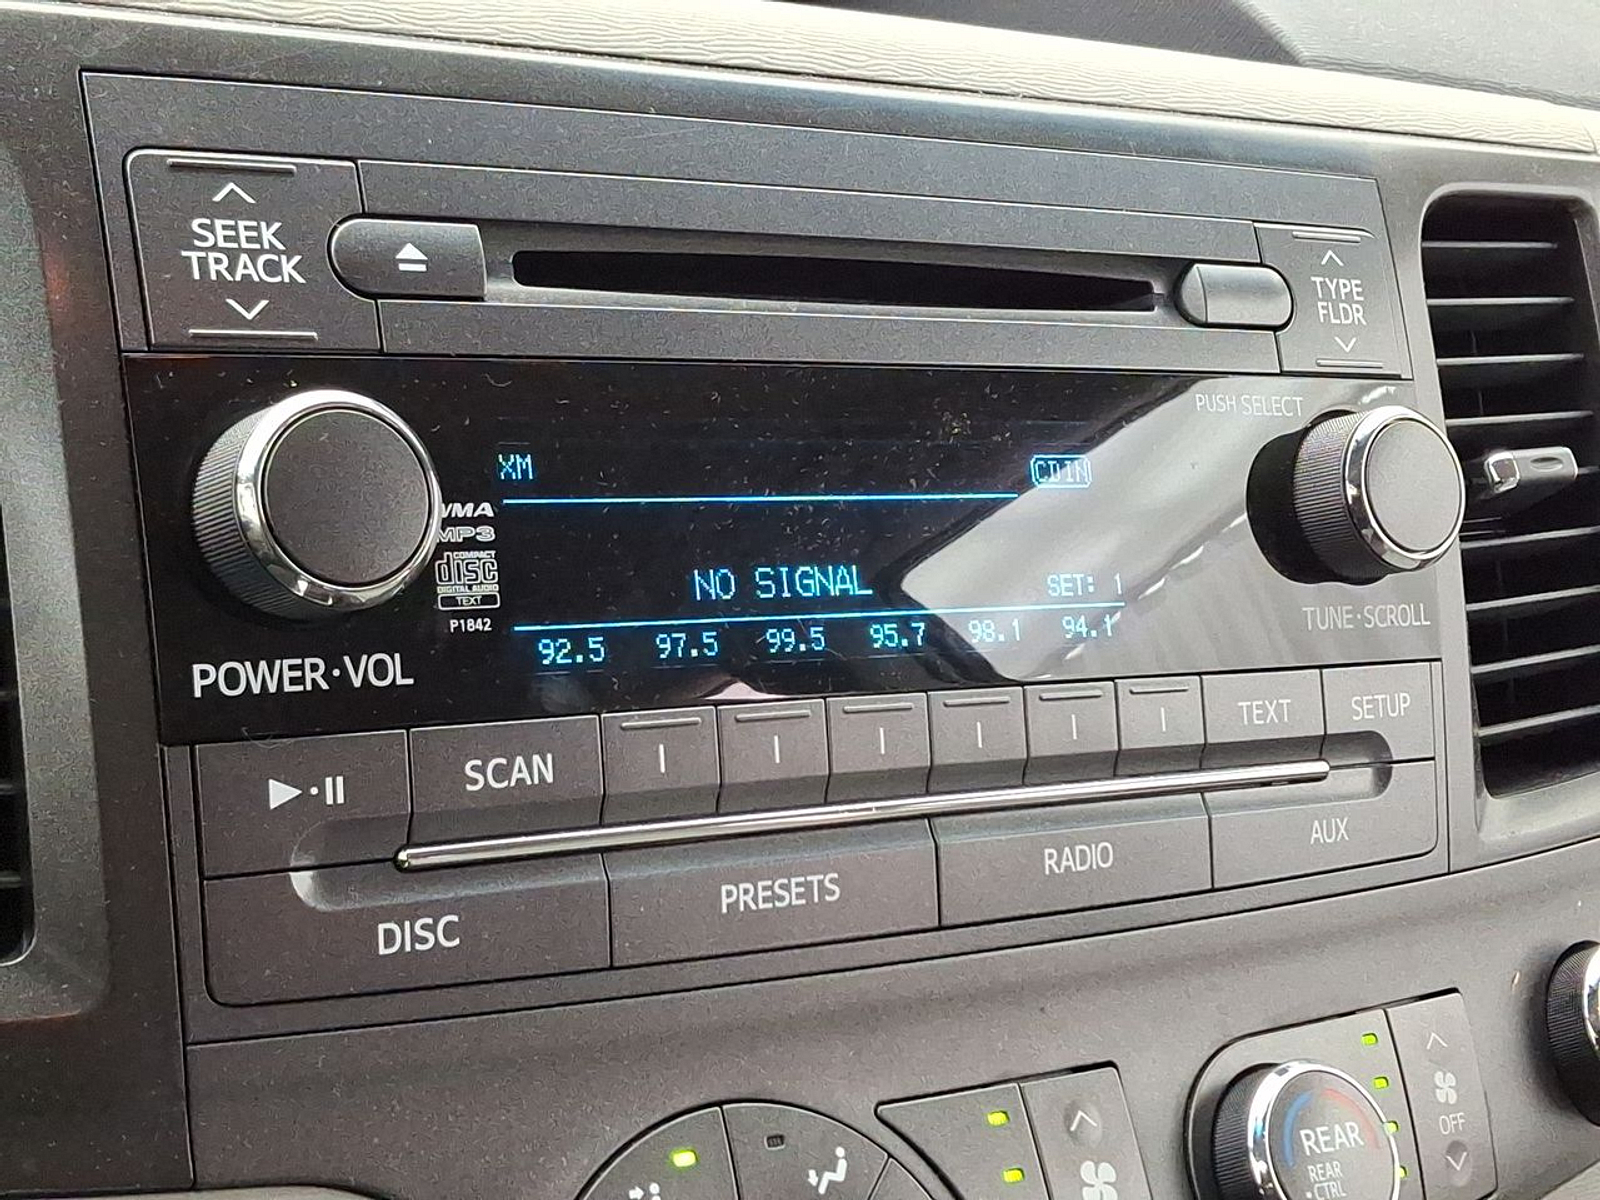 SEEK
TRACK
TYPE
FLDR
PUSH SELECT
XM
CD IN
WMA
MP3
COMPACT
disc
DIGITAL AUDIO
TEXT
P1842
NO SIGNAL
SET: 1
92.5 97.5 99.5 95.7 98.1 94.1
POWER·VOL
TUNE·SCROLL
SCAN
TEXT
SETUP
DISC
PRESETS
RADIO
AUX
REAR
REAR
•CTRL
OFF